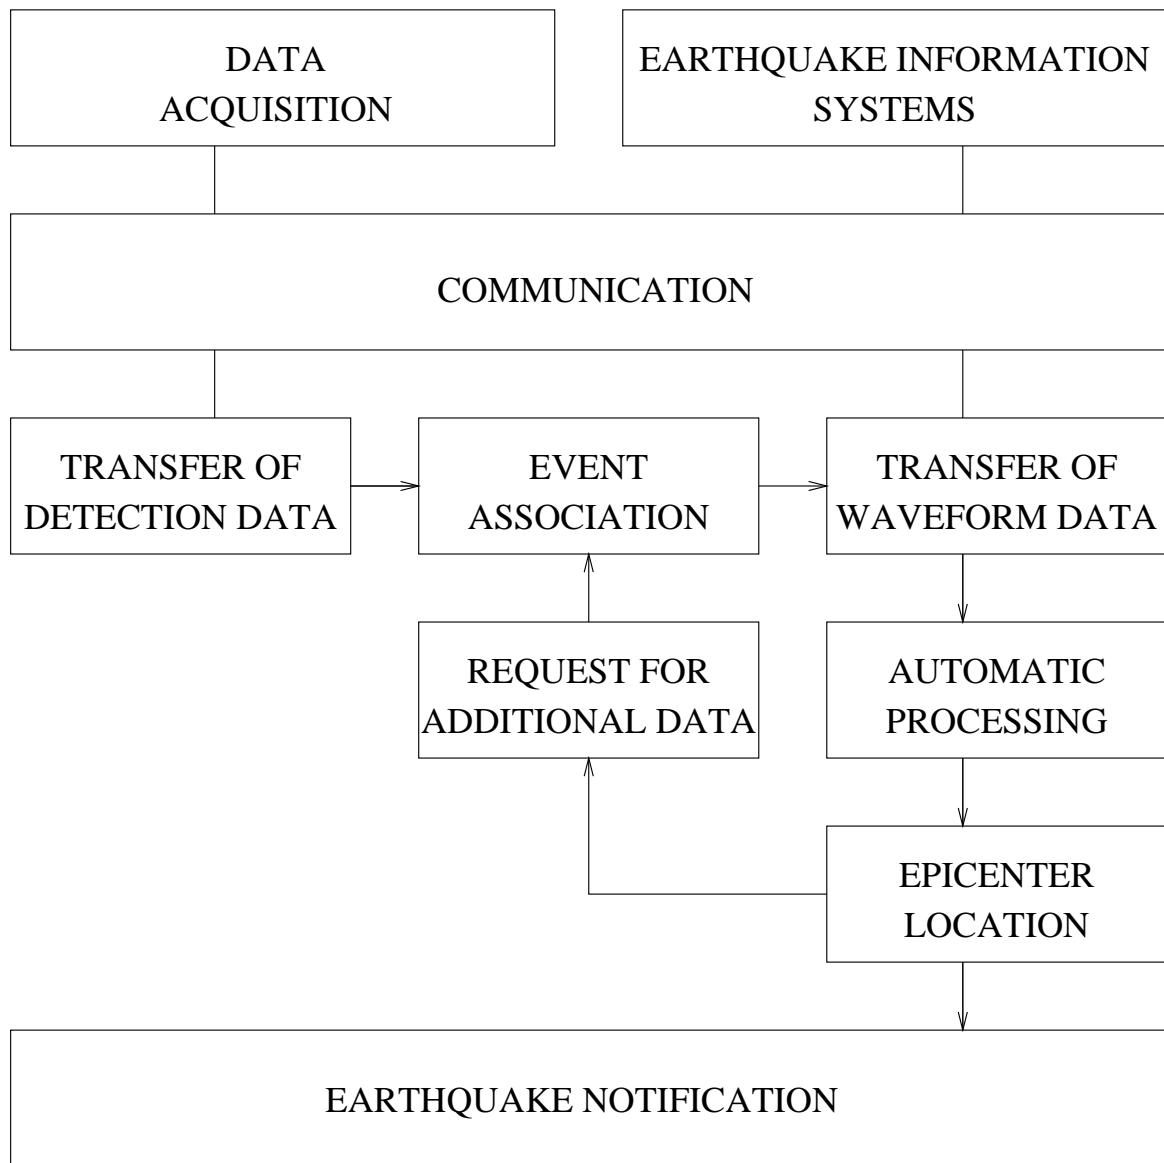 DATA
ACQUISITION
EARTHQUAKE INFORMATION
SYSTEMS
COMMUNICATION
TRANSFER OF
DETECTION DATA
EVENT
ASSOCIATION
TRANSFER OF
WAVEFORM DATA
REQUEST FOR
ADDITIONAL DATA
AUTOMATIC
PROCESSING
EPICENTER
LOCATION
EARTHQUAKE NOTIFICATION